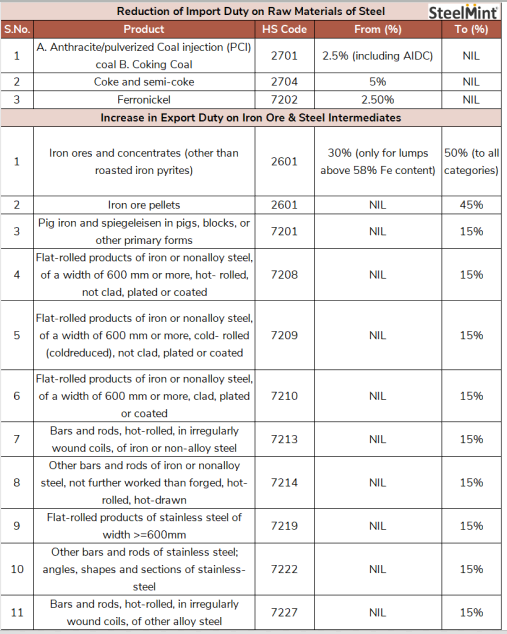 Reduction of Import Duty on Raw Materials of Steel
SteelMint
S.No. Product HS Code From (%) To (%)
1 A. Anthracite/pulverized Coal injection (PCI) coal B. Coking Coal 2701 2.5% (including AIDC) NIL
2 Coke and semi-coke 2704 5% NIL
3 Ferronickel 7202 2.50% NIL
Increase in Export Duty on Iron Ore & Steel Intermediates
1 Iron ores and concentrates (other than roasted iron pyrites) 2601 30% (only for lumps above 58% Fe content) 50% (to all categories)
2 Iron ore pellets 2601 NIL 45%
3 Pig iron and spiegeleisen in pigs, blocks, or other primary forms 7201 NIL 15%
4 Flat-rolled products of iron or nonalloy steel, of a width of 600 mm or more, hot- rolled, not clad, plated or coated 7208 NIL 15%
5 Flat-rolled products of iron or nonalloy steel, of a width of 600 mm or more, cold- rolled (coldreduced), not clad, plated or coated 7209 NIL 15%
6 Flat-rolled products of iron or nonalloy steel, of a width of 600 mm or more, clad, plated or coated 7210 NIL 15%
7 Bars and rods, hot-rolled, in irregularly wound coils, of iron or non-alloy steel 7213 NIL 15%
8 Other bars and rods of iron or nonalloy steel, not further worked than forged, hot-rolled, hot-drawn 7214 NIL 15%
9 Flat-rolled products of stainless steel of width >=600mm 7219 NIL 15%
10 Other bars and rods of stainless steel; angles, shapes and sections of stainless-steel 7222 NIL 15%
11 Bars and rods, hot-rolled, in irregularly wound coils, of other alloy steel 7227 NIL 15%